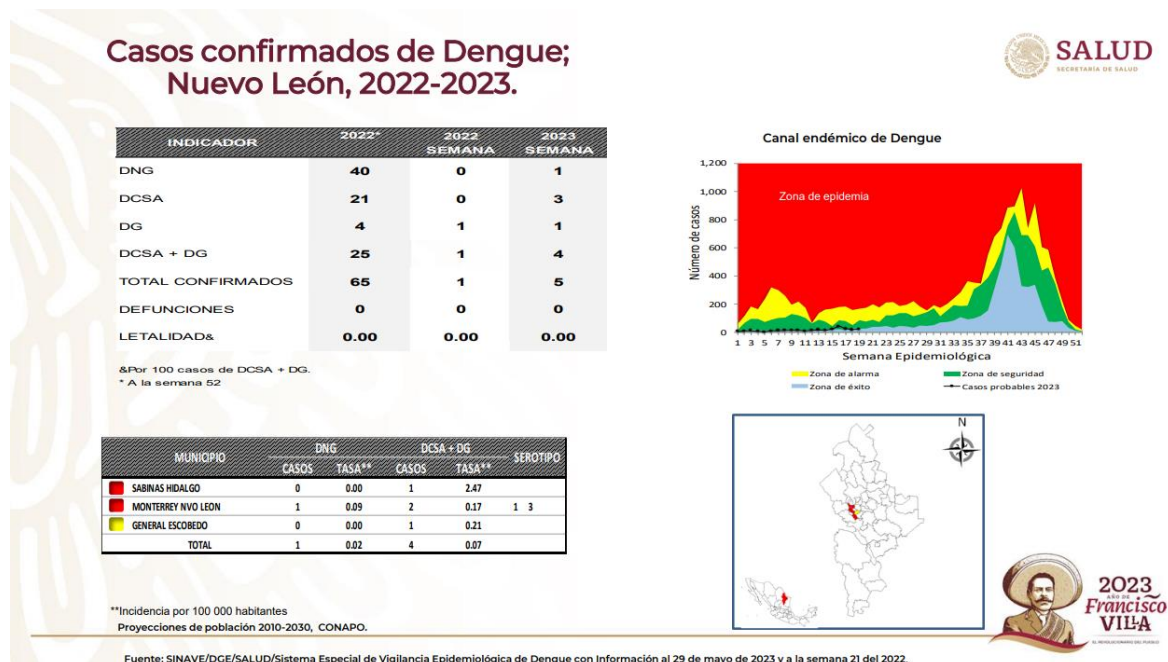 Casos confirmados de Dengue;
Nuevo León, 2022-2023.
SALUD
SECRETARÍA DE SALUD
INDICADOR 2022* 2022 SEMANA 2023 SEMANA
DNG 40 0 1
DCSA 21 0 3
DG 4 1 1
DCSA + DG 25 1 4
TOTAL CONFIRMADOS 65 1 5
DEFUNCIONES 0 0 0
LETALIDAD& 0.00 0.00 0.00
&Por 100 casos de DCSA + DG.
* A la semana 52
Canal endémico de Dengue
Número de casos
1,200
1,000
800
600
400
200
0
Zona de epidemia
1 3 5 7 9 11 13 15 17 19 21 23 25 27 29 31 33 35 37 39 41 43 45 47 49 51
Semana Epidemiológica
Zona de alarma Zona de seguridad
Zona de éxito Casos probables 2023
MUNICIPIO DNG DCSA + DG SEROTIPO
CASOS TASA** CASOS TASA**
SABINAS HIDALGO 0 0.00 1 2.47
MONTERREY NVO LEON 1 0.09 2 0.17 1 3
GENERAL ESCOBEDO 0 0.00 1 0.21
TOTAL 1 0.02 4 0.07
N
**Incidencia por 100 000 habitantes
Proyecciones de población 2010-2030, CONAPO.
2023
AÑO DE
Francisco
VILLA
EL REVOLUCIONARIO DEL PUEBLO
Fuente: SINAVE/DGE/SALUD/Sistema Especial de Vigilancia Epidemiológica de Dengue con Información al 29 de mayo de 2023 y a la semana 21 del 2022.